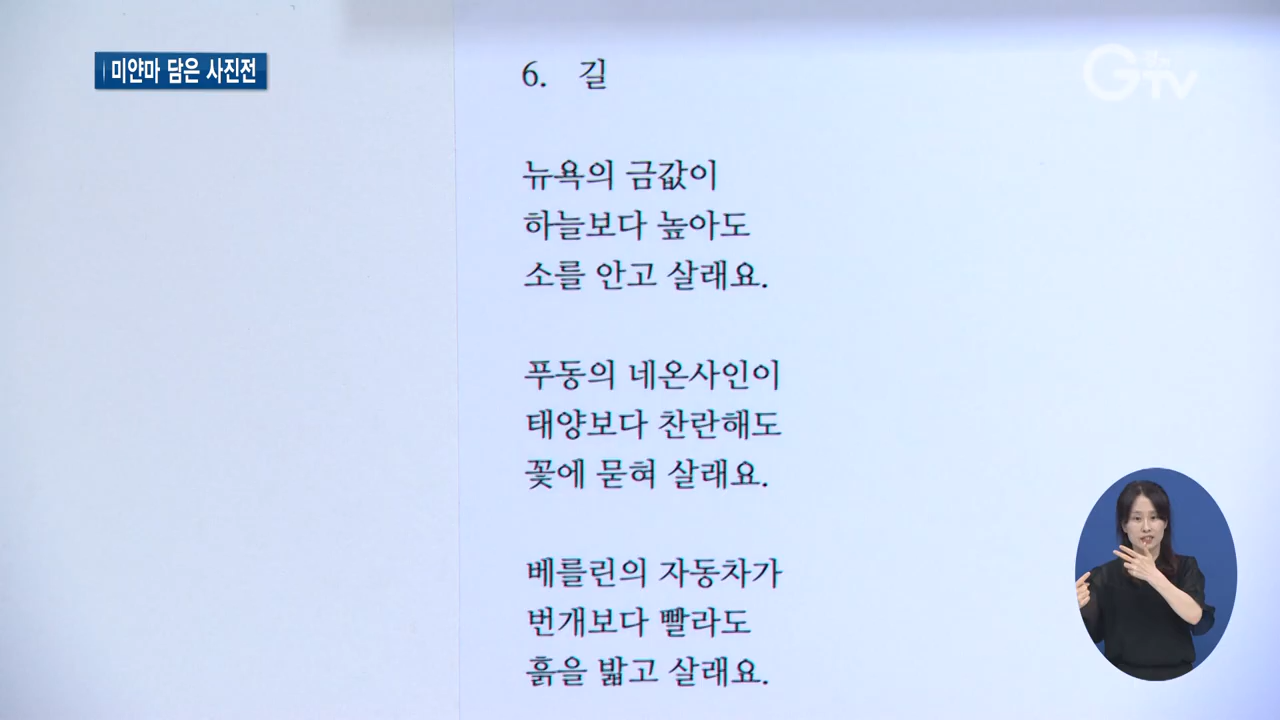 미얀마 담은 사진전
GTV
6. 길
뉴욕의 금값이
하늘보다 높아도
소를 안고 살래요.
푸동의 네온사인이
태양보다 찬란해도
꽃에 묻혀 살래요.
베를린의 자동차가
번개보다 빨라도
흙을 밟고 살래요.